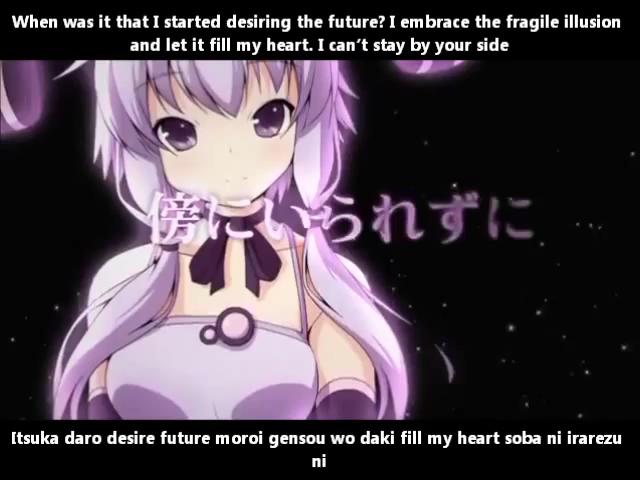 When was it that I started desiring the future? I embrace the fragile illusion
and let it fill my heart. I can't stay by your side
傍にいられずに
Itsuka daro desire future moroi gensou wo daki fill my heart soba ni irarezu
ni